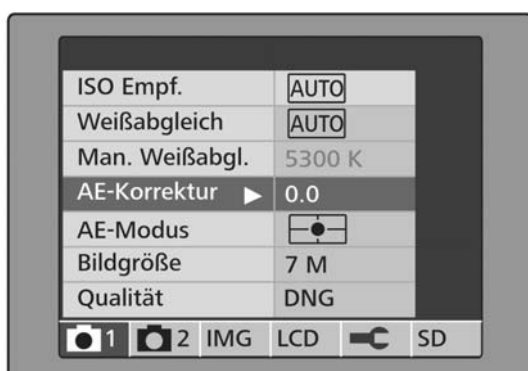 ISO Empf. AUTO
Weißabgleich AUTO
Man. Weißabgl. 5300 K
AE-Korrektur 0.0
AE-Modus
Bildgröße 7 M
Qualität DNG
1 2 IMG LCD SD